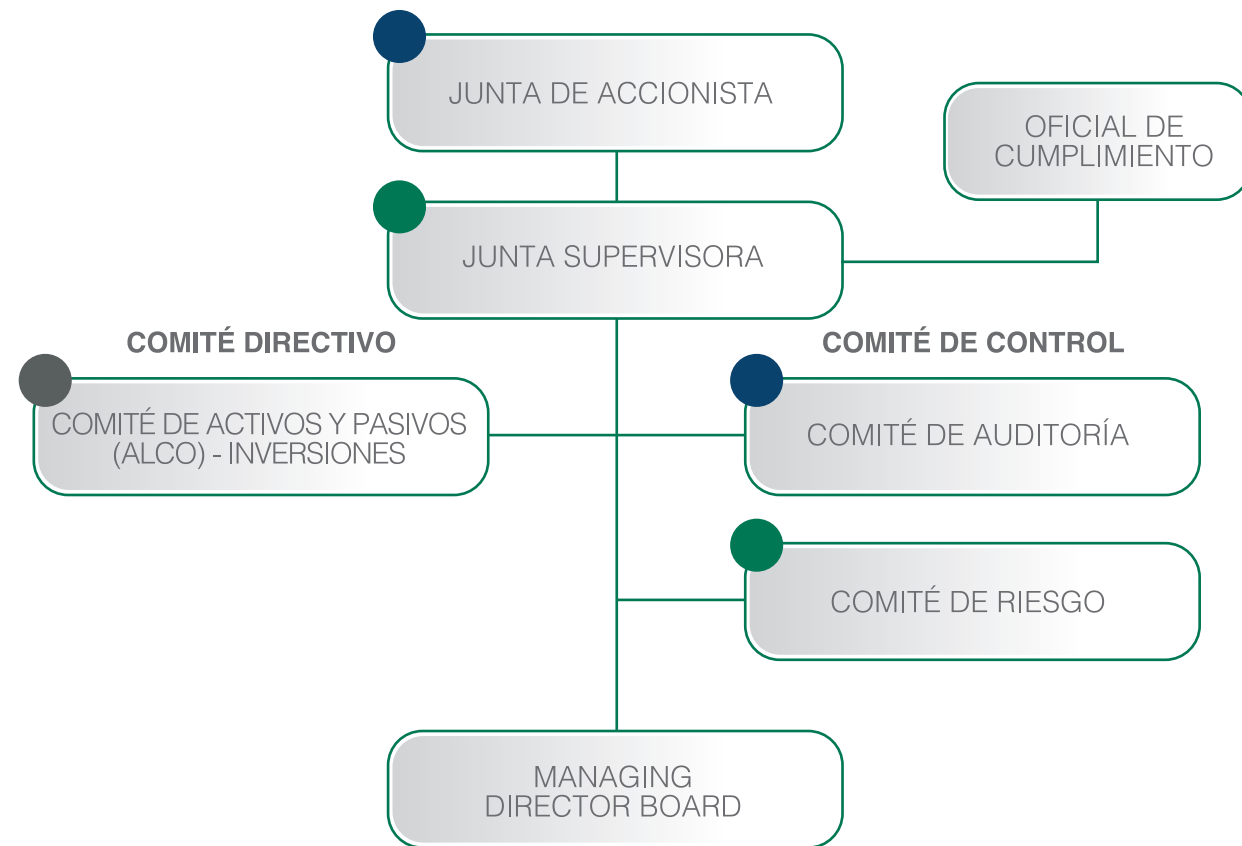 JUNTA DE ACCIONISTA
OFICIAL DE
CUMPLIMIENTO
JUNTA SUPERVISORA
COMITÉ DIRECTIVO
COMITÉ DE ACTIVOS Y PASIVOS
(ALCO) - INVERSIONES
COMITÉ DE CONTROL
COMITÉ DE AUDITORÍA
COMITÉ DE RIESGO
MANAGING
DIRECTOR BOARD